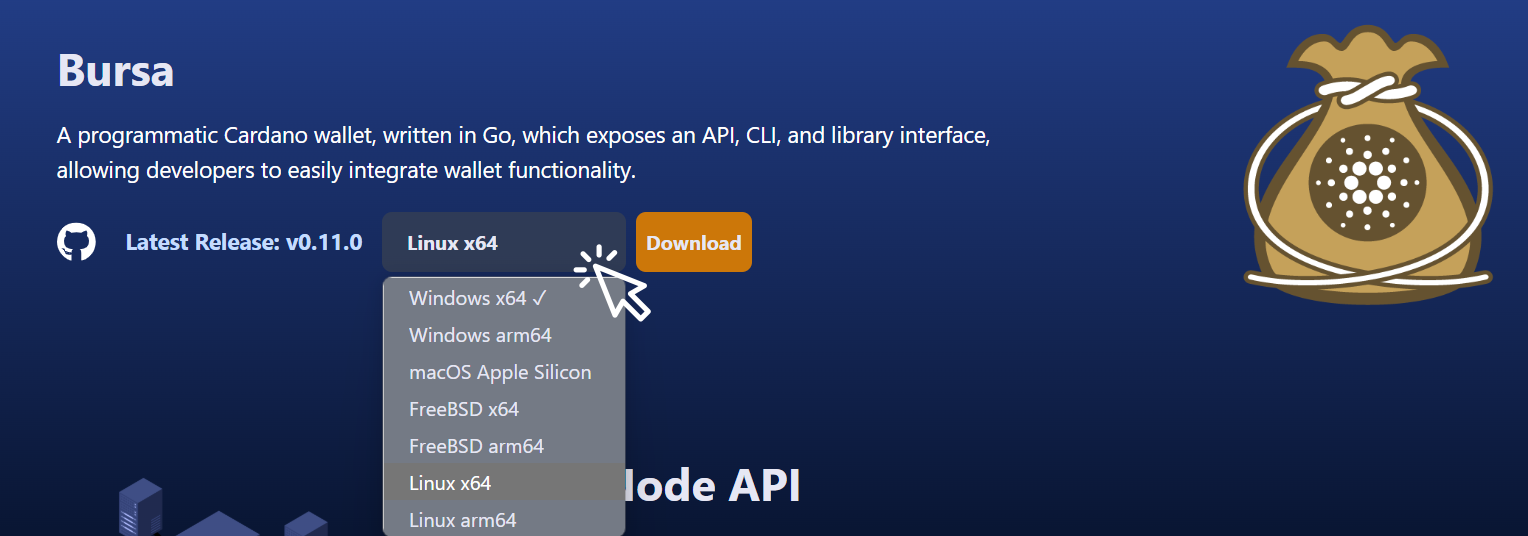 Bursa
A programmatic Cardano wallet, written in Go, which exposes an API, CLI, and library interface,
allowing developers to easily integrate wallet functionality.
Latest Release: v0.11.0
Linux x64
Download
Windows x64 ✓
Windows arm64
macOS Apple Silicon
FreeBSD x64
FreeBSD arm64
Linux x64
API
Linux arm64